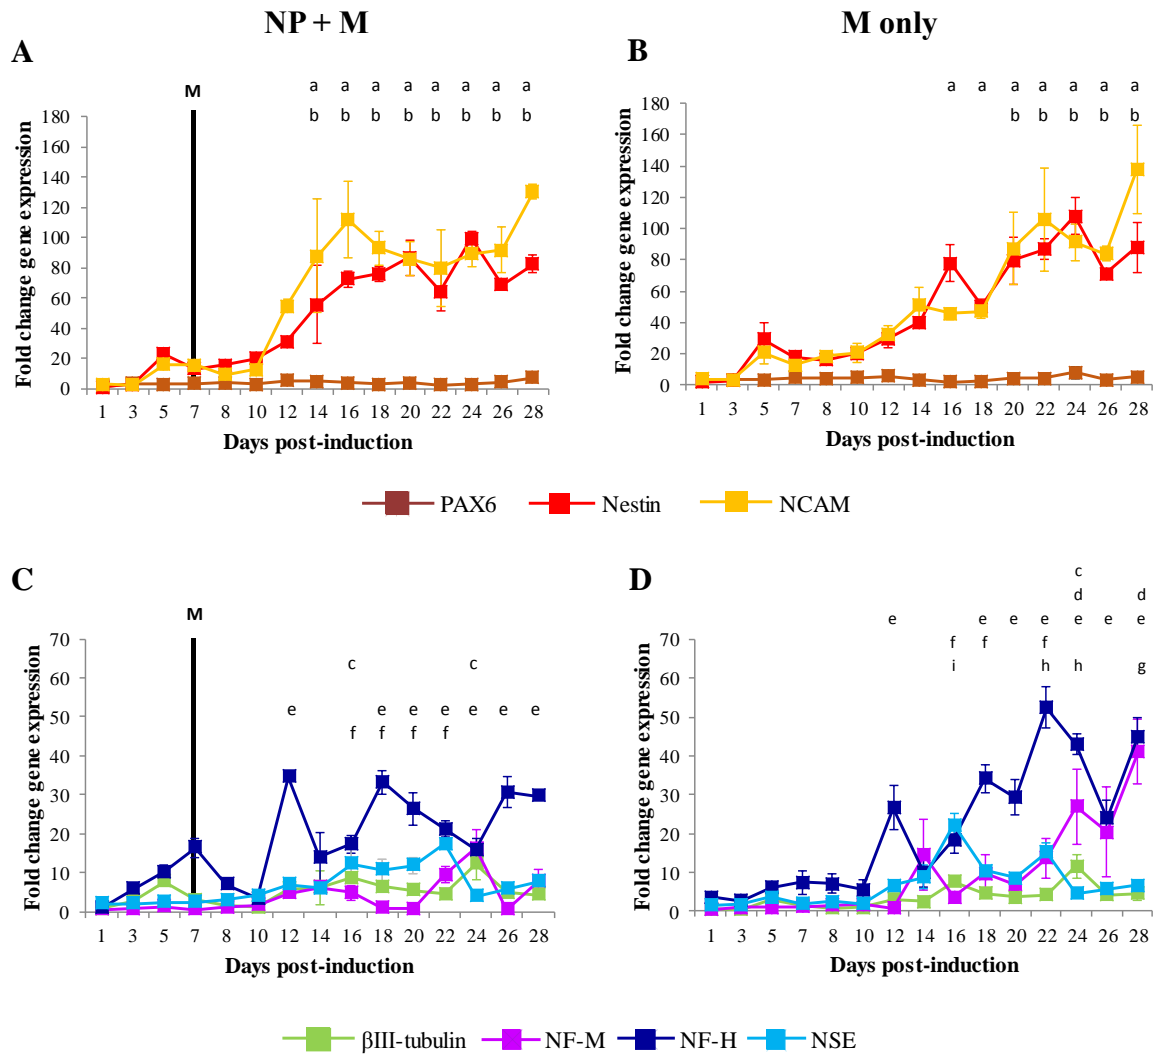 NP + M
M only
A
B
M
a a a a a a a a
b b b b b b b b
a a a a a a a
b b b b b
Fold change gene expression
180
160
140
120
100
80
60
40
20
0
1 3 5 7 8 10 12 14 16 18 20 22 24 26 28
Days post-induction
Fold change gene expression
180
160
140
120
100
80
60
40
20
0
1 3 5 7 8 10 12 14 16 18 20 22 24 26 28
Days post-induction
PAX6 Nestin NCAM
C
D
M
c c
e e e e e e e
f f f f
c
d d
e e e e e e e
f f f
i h h g
Fold change gene expression
70
60
50
40
30
20
10
0
1 3 5 7 8 10 12 14 16 18 20 22 24 26 28
Days post-induction
Fold change gene expression
70
60
50
40
30
20
10
0
1 3 5 7 8 10 12 14 16 18 20 22 24 26 28
Days post-induction
βIII-tubulin NF-M NF-H NSE